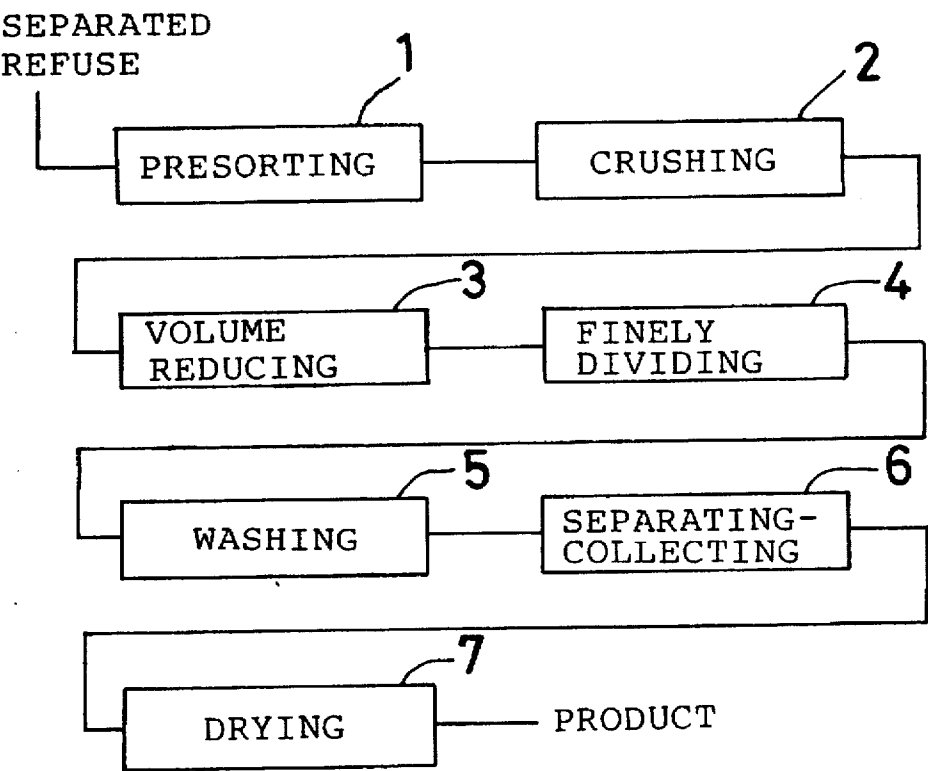 SEPARATED
REFUSE
1
2
PRESORTING
CRUSHING
3
4
VOLUME
REDUCING
FINELY
DIVIDING
5
6
WASHING
SEPARATING-
COLLECTING
7
DRYING
PRODUCT